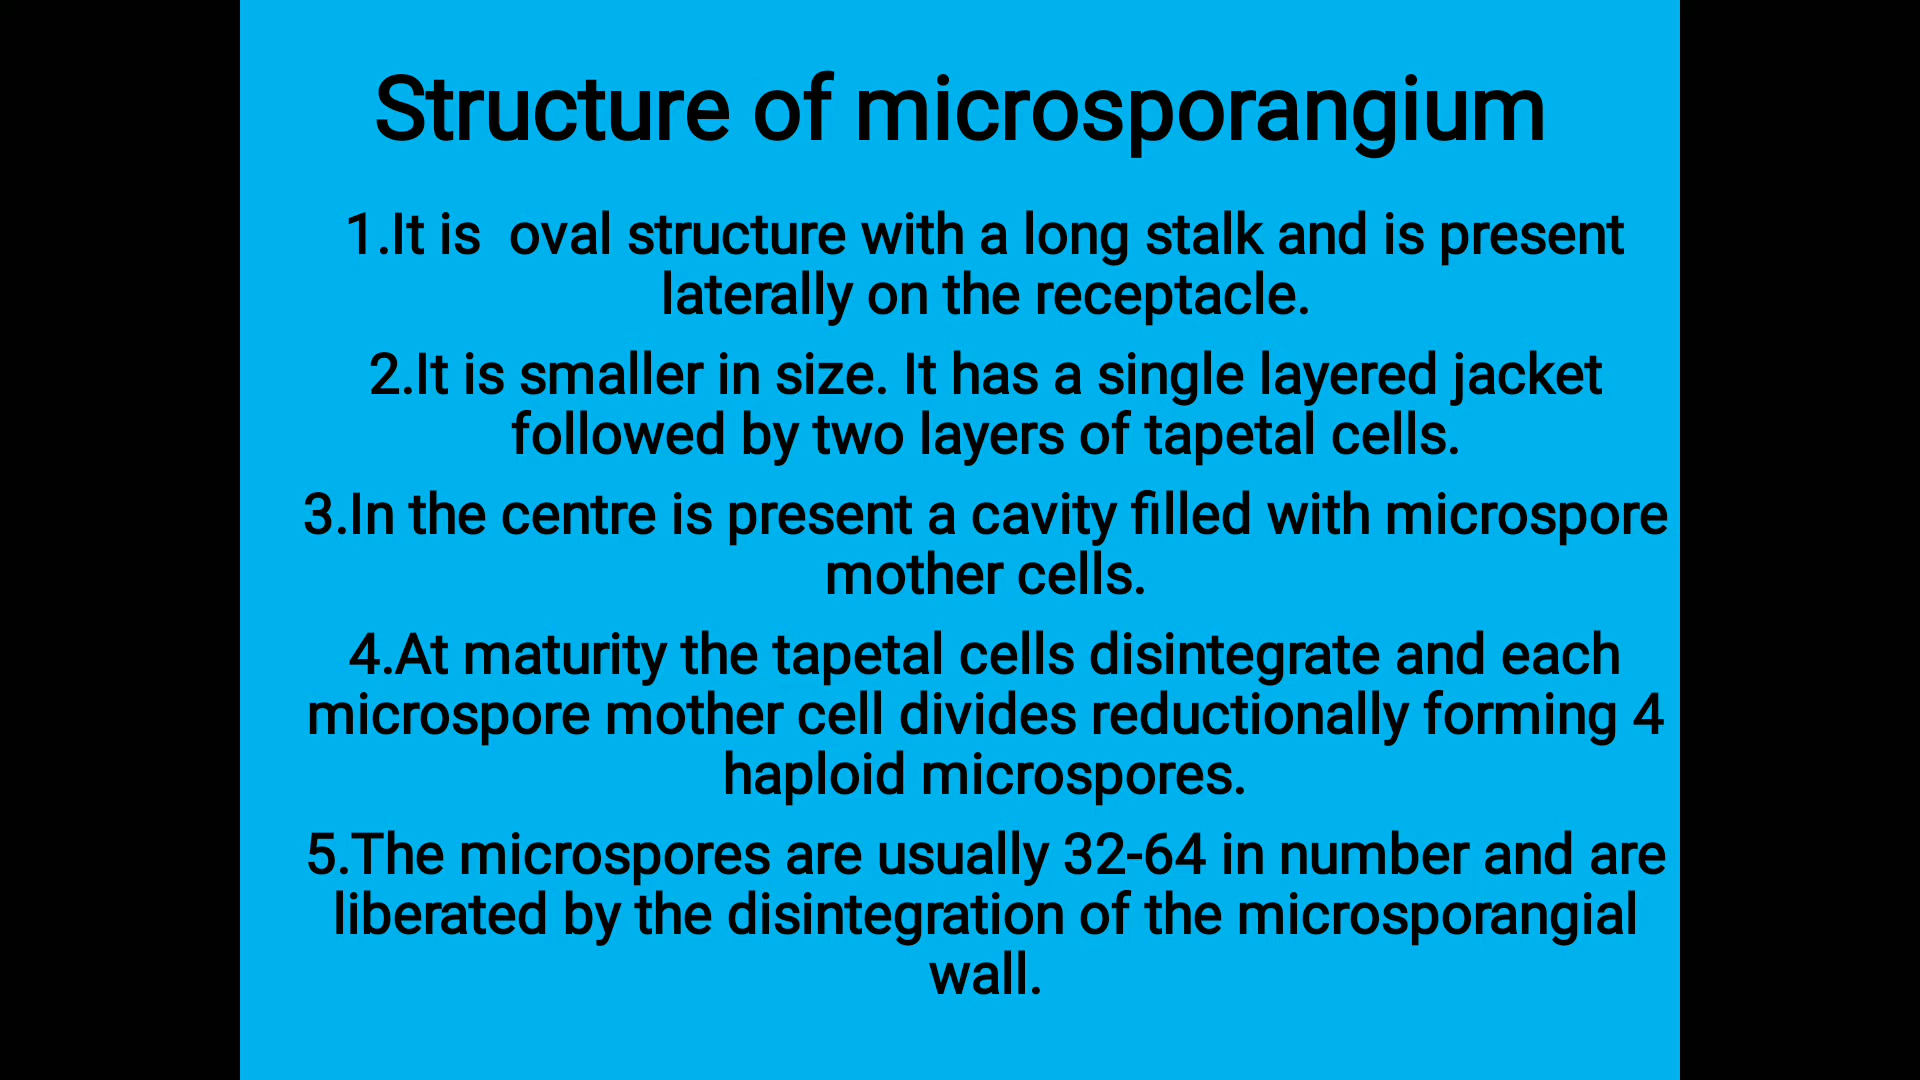 Structure of microsporangium
1.It is  oval structure with a long stalk and is present
laterally on the receptacle.
2.It is smaller in size. It has a single layered jacket
followed by two layers of tapetal cells.
3.In the centre is present a cavity filled with microspore
mother cells.
4.At maturity the tapetal cells disintegrate and each
microspore mother cell divides reductionally forming 4
haploid microspores.
5.The microspores are usually 32-64 in number and are
liberated by the disintegration of the microsporangial
wall.